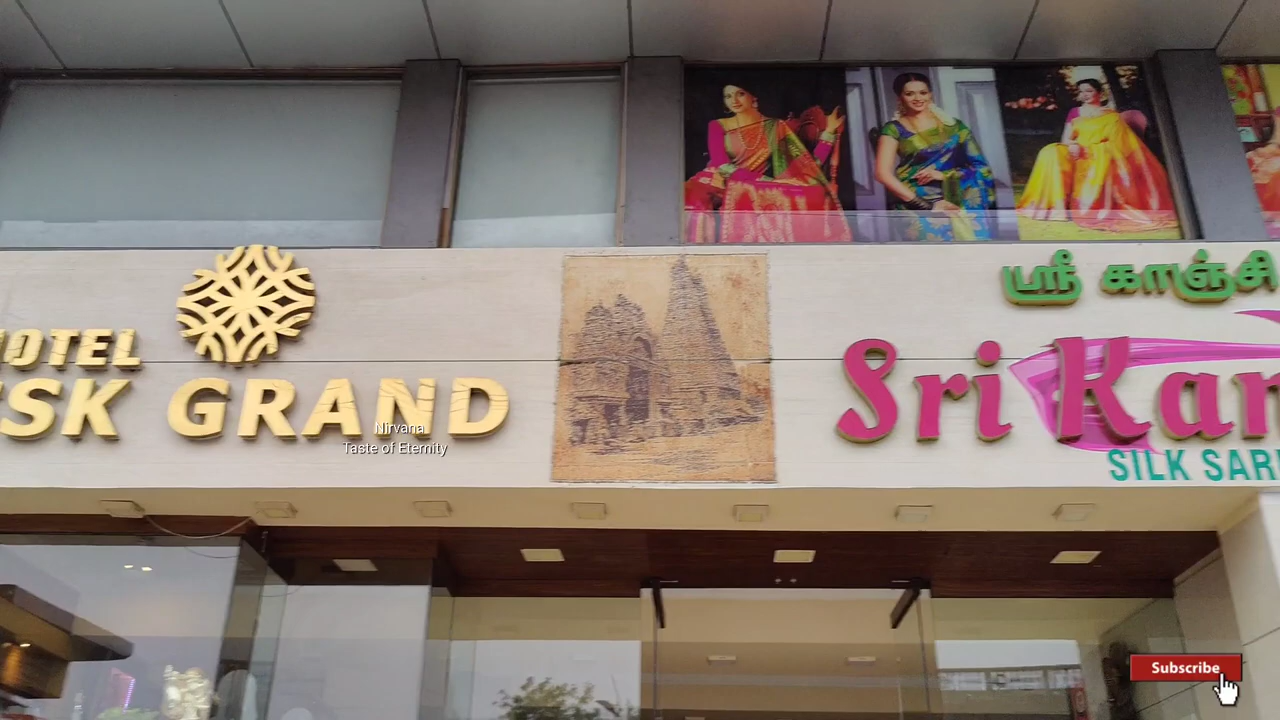 HOTEL
SK GRAND
Nirvana
Taste of Eternity
ஸ்ரீ காஞ்சி
Sri Kan
SILK SAR
Subscribe